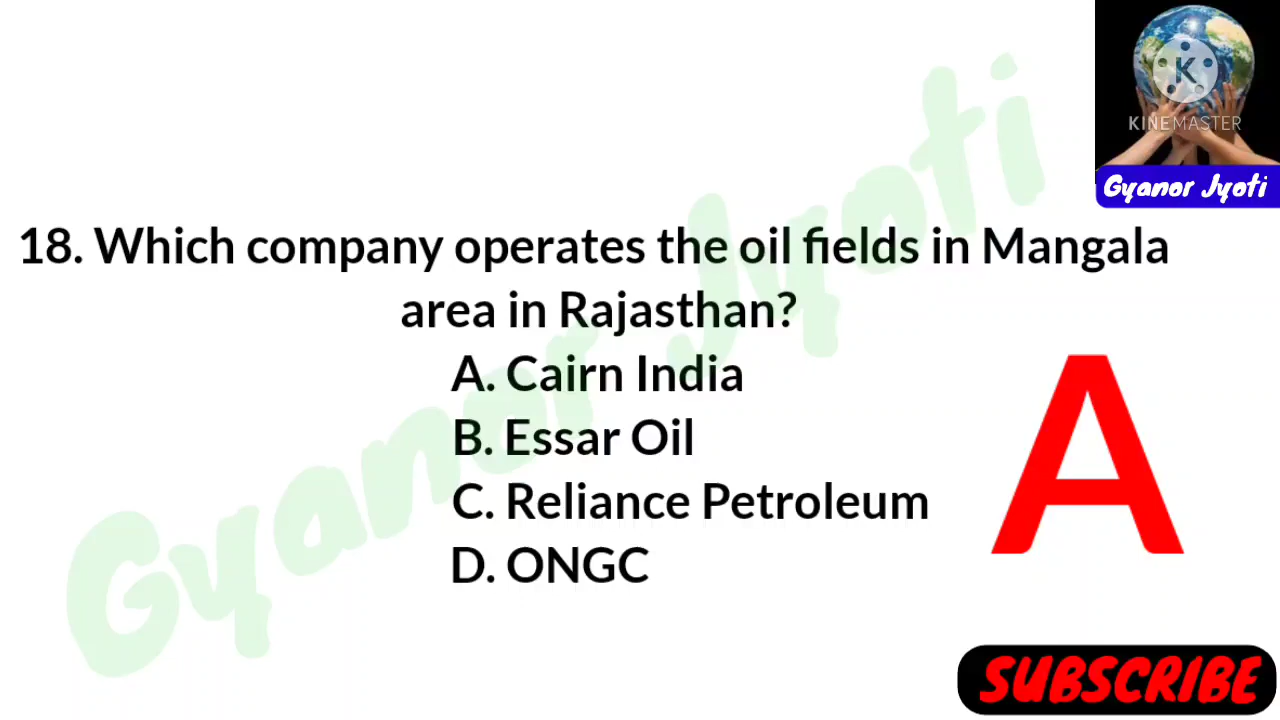 K
KINEMASTER
Gyanor Jyoti
18. Which company operates the oil fields in Mangala
area in Rajasthan?
A. Cairn India
B. Essar Oil
C. Reliance Petroleum
D. ONGC
A
Gyanor Jyoti
SUBSCRIBE